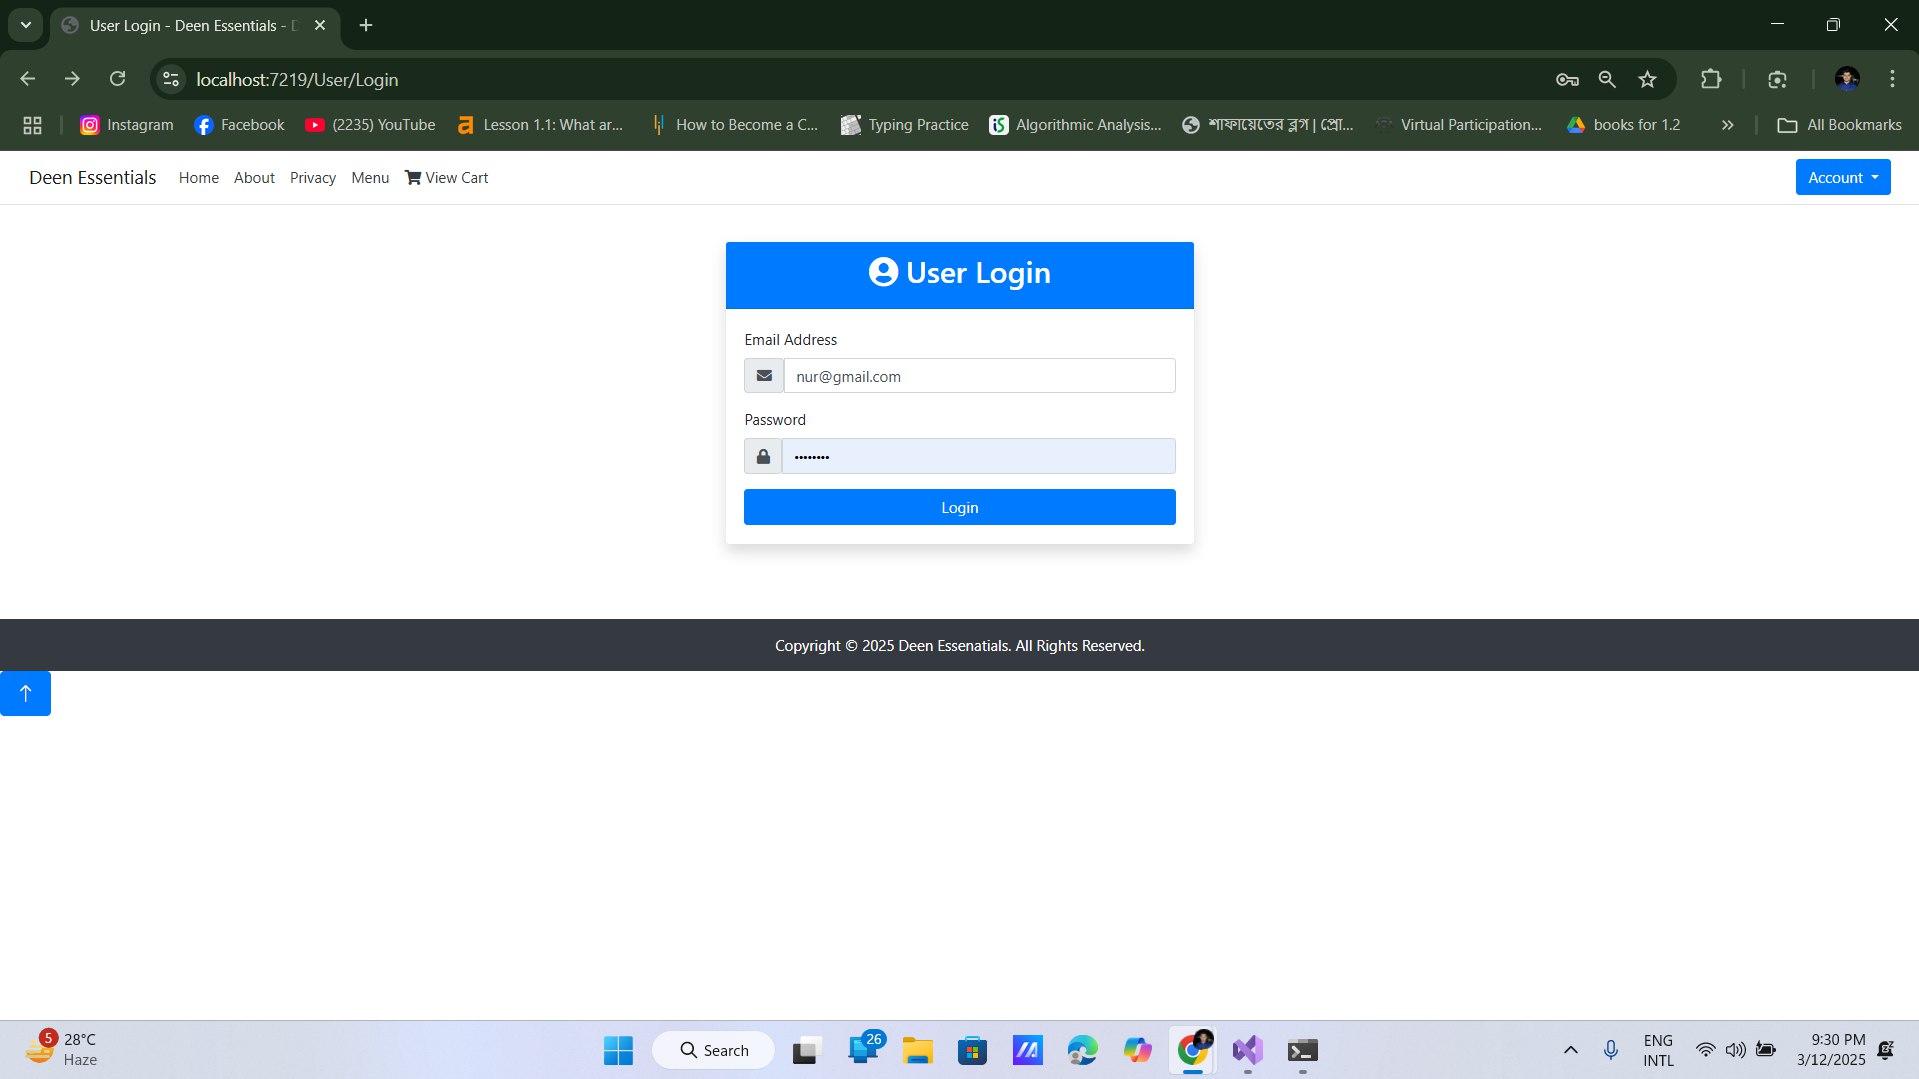 User Login - Deen Essentials - D
localhost:7219/User/Login
Instagram Facebook (2235) YouTube Lesson 1.1: What ar... How to Become a C... Typing Practice Algorithmic Analysis... শাফায়েতের ব্লগ | প্রো... Virtual Participation... books for 1.2 All Bookmarks
Deen Essentials Home About Privacy Menu View Cart Account
User Login
Email Address
nur@gmail.com
Password
Login
Copyright © 2025 Deen Essenatials. All Rights Reserved.
5 28°C
Haze
Search
26
ENG
INTL
9:30 PM
3/12/2025